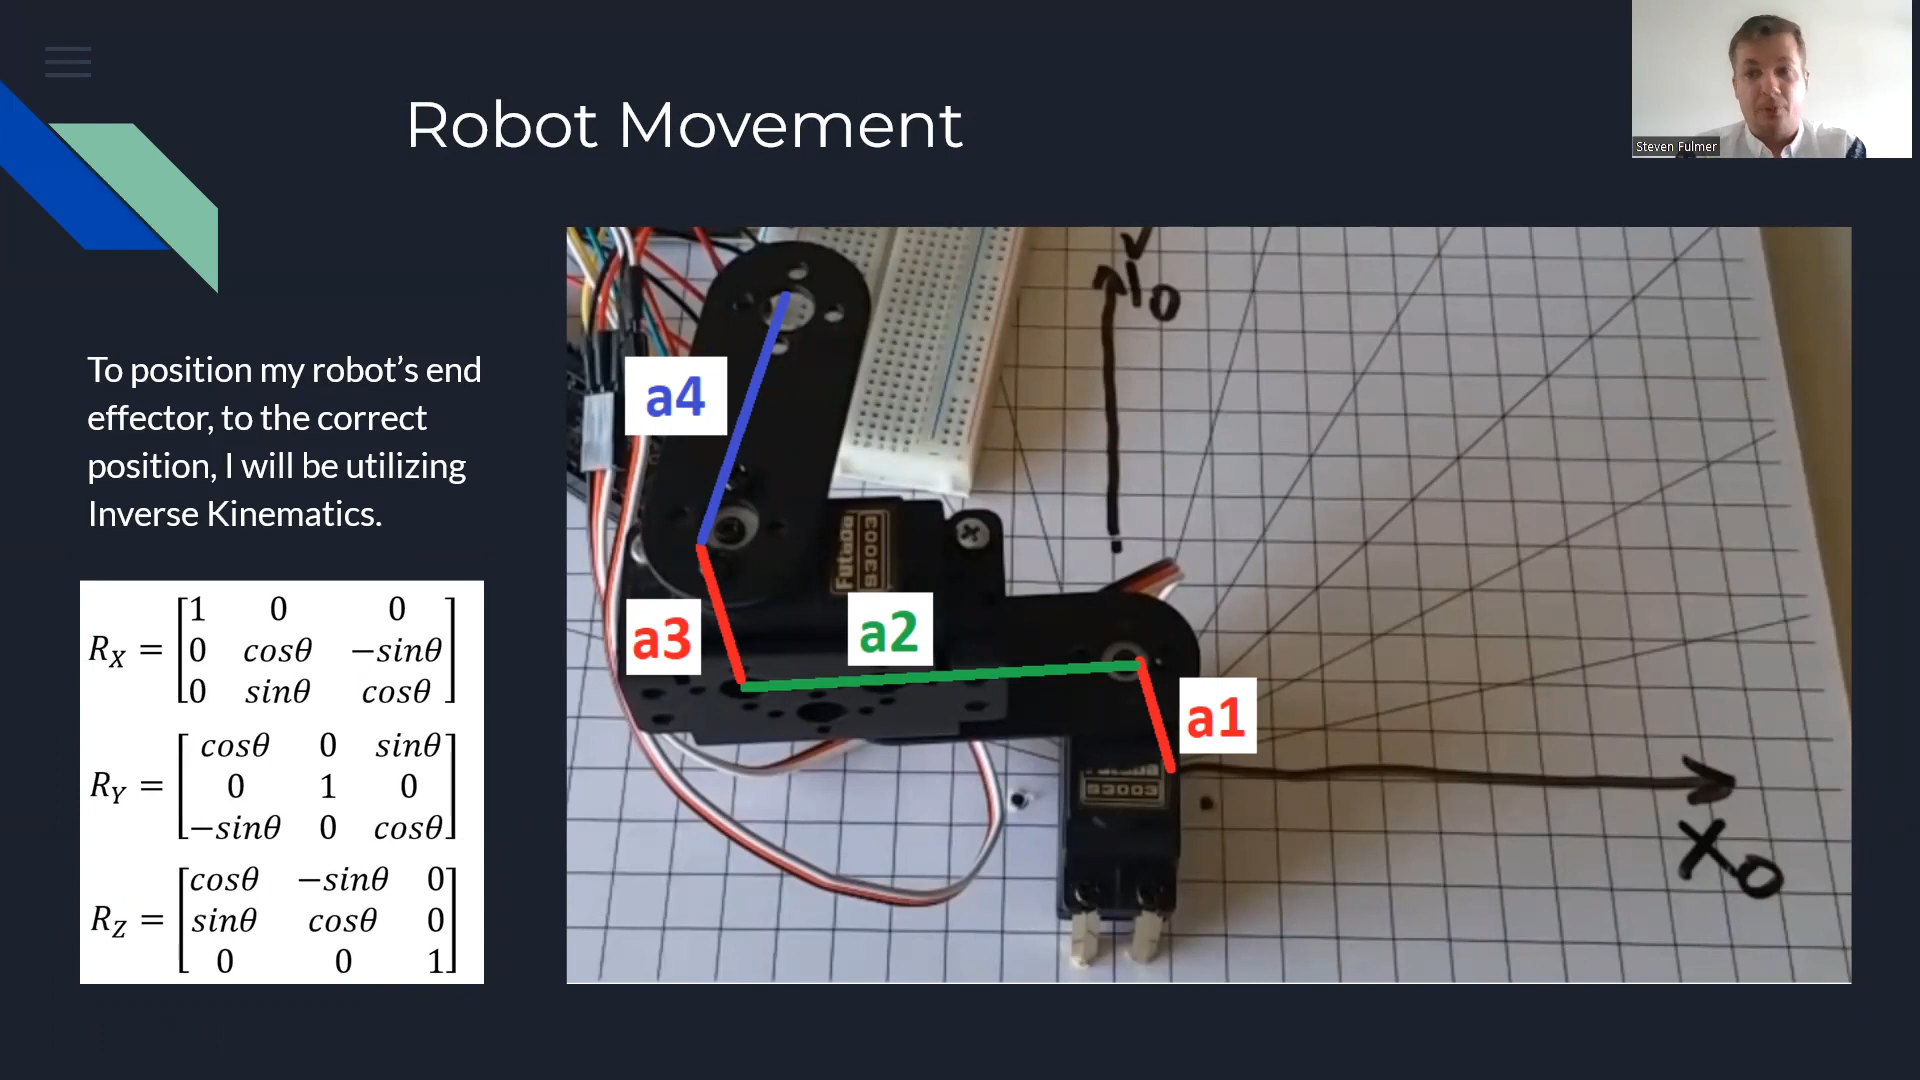 Robot Movement
Steven Fulmer
To position my robot's end
effector, to the correct
position, I will be utilizing
Inverse Kinematics.
R_X = [1 0 0
0 cosθ −sinθ
0 sinθ cosθ]
R_Y = [cosθ 0 sinθ
0 1 0
−sinθ 0 cosθ]
R_Z = [cosθ −sinθ 0
sinθ cosθ 0
0 0 1]
Y0
a4
Futaba
S3003
a3
a2
a1
Futaba
S3003
X0